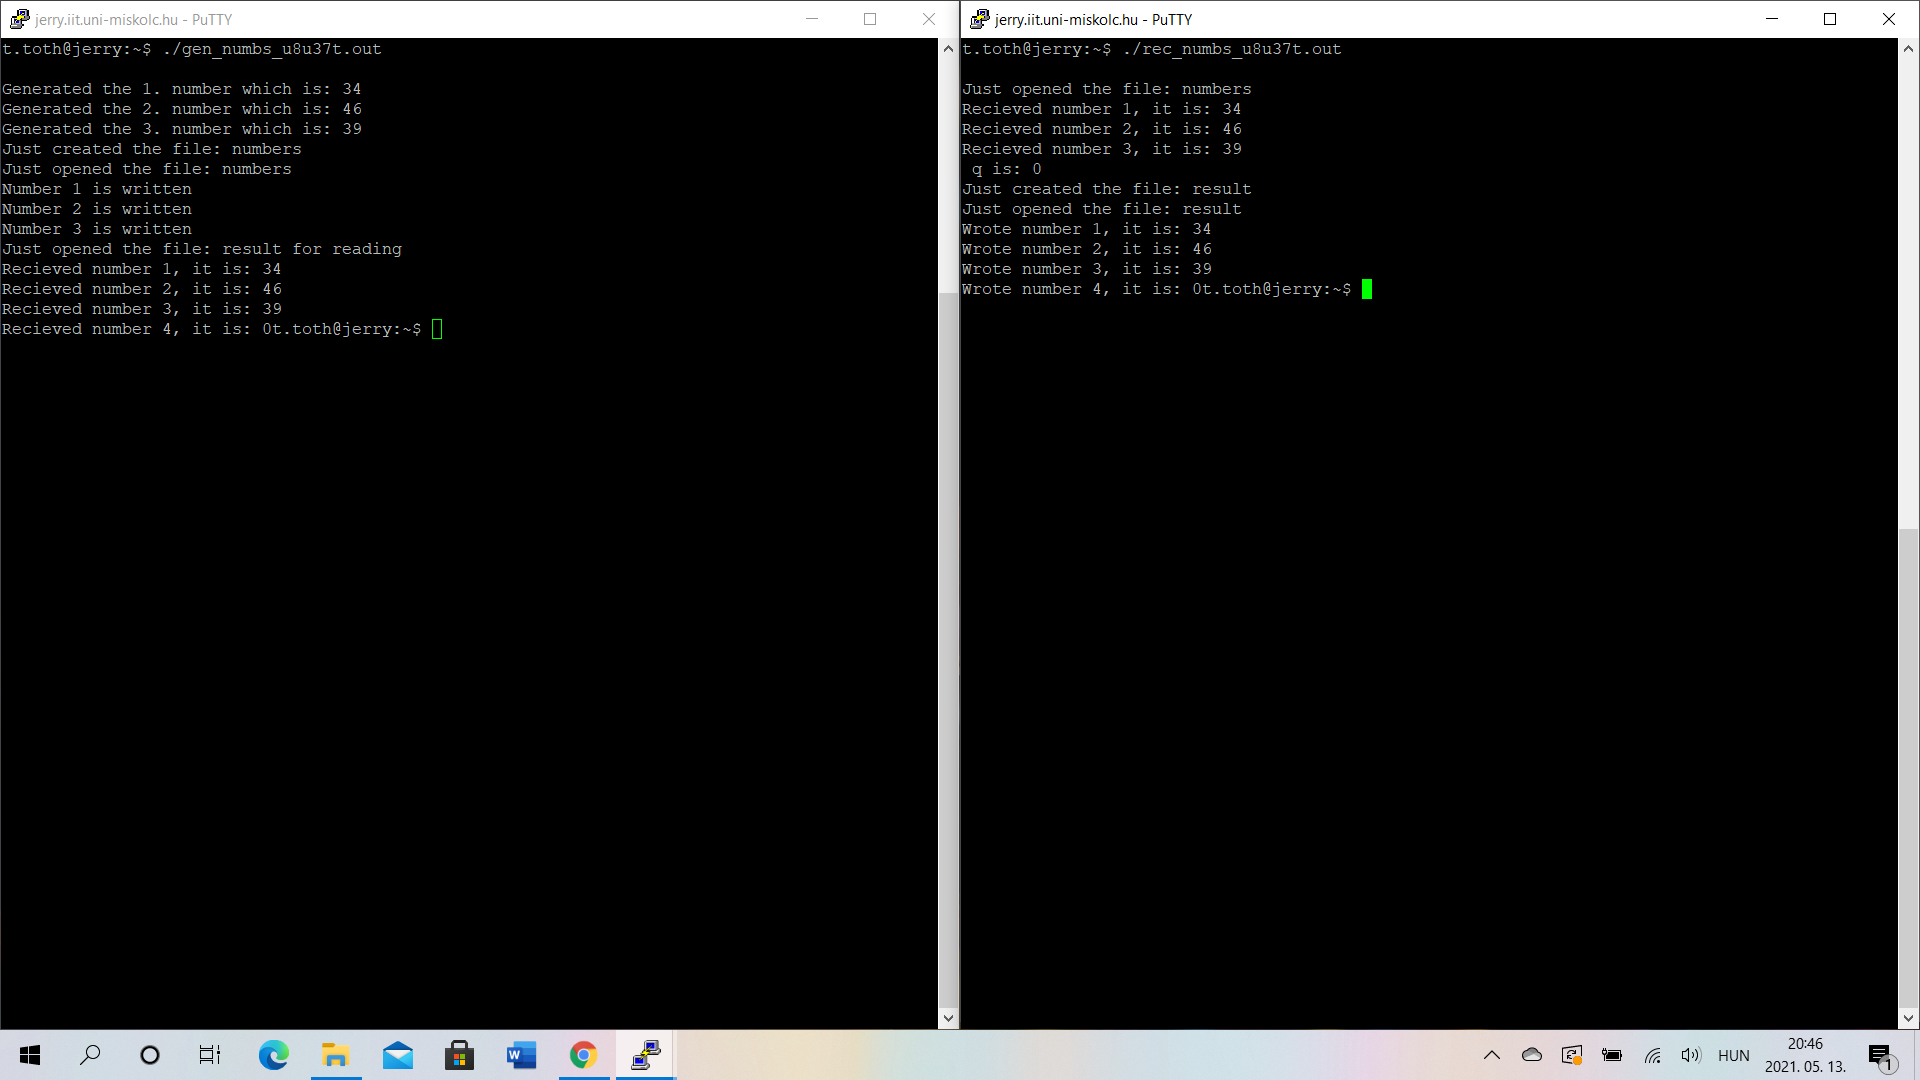 jerry.iit.uni-miskolc.hu - PuTTY
t.toth@jerry:~$ ./gen_numbs_u8u37t.out
Generated the 1. number which is: 34
Generated the 2. number which is: 46
Generated the 3. number which is: 39
Just created the file: numbers
Just opened the file: numbers
Number 1 is written
Number 2 is written
Number 3 is written
Just opened the file: result for reading
Recieved number 1, it is: 34
Recieved number 2, it is: 46
Recieved number 3, it is: 39
Recieved number 4, it is: 0t.toth@jerry:~$
jerry.iit.uni-miskolc.hu - PuTTY
t.toth@jerry:~$ ./rec_numbs_u8u37t.out
Just opened the file: numbers
Recieved number 1, it is: 34
Recieved number 2, it is: 46
Recieved number 3, it is: 39
q is: 0
Just created the file: result
Just opened the file: result
Wrote number 1, it is: 34
Wrote number 2, it is: 46
Wrote number 3, it is: 39
Wrote number 4, it is: 0t.toth@jerry:~$
W
HUN
20:46
2021. 05. 13.
1